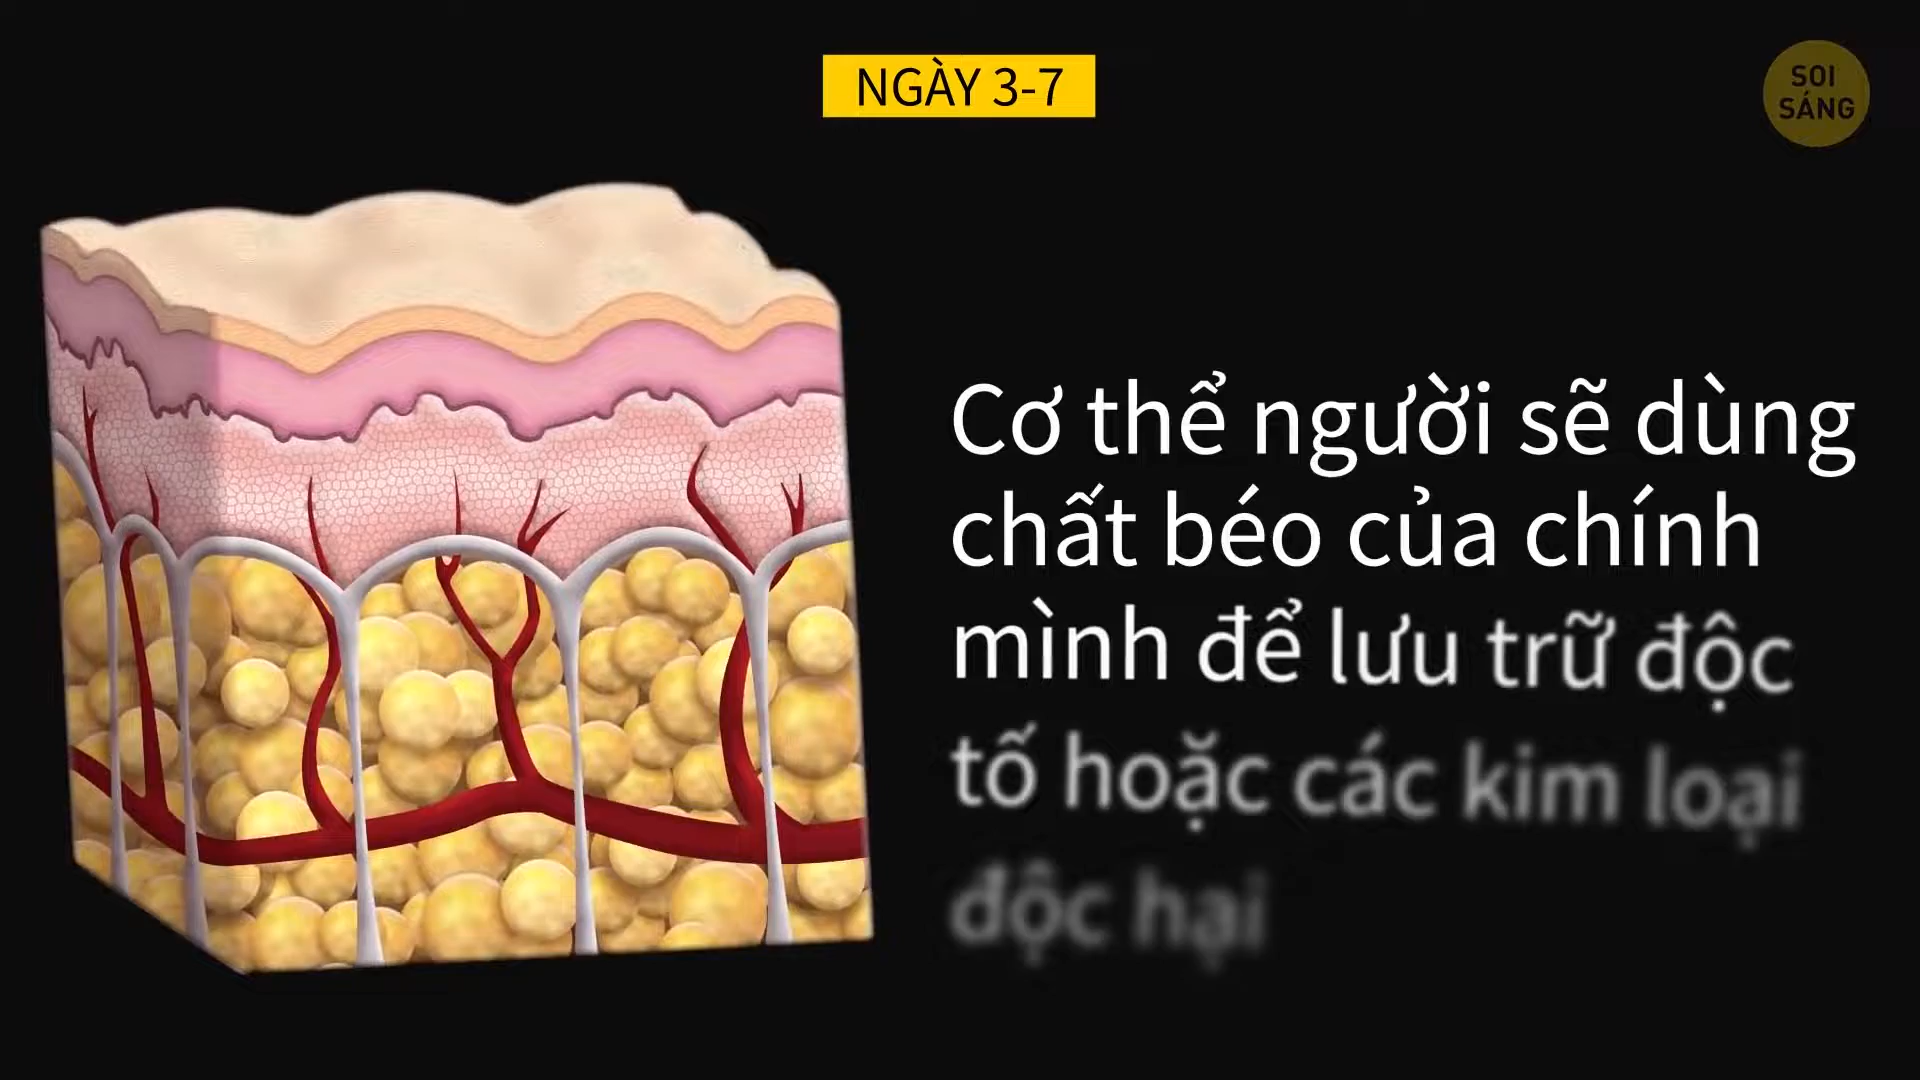 NGÀY 3-7
SOI
SÁNG
Cơ thể người sẽ dùng
chất béo của chính
mình để lưu trữ độc
tố hoặc các kim loại
độc hại